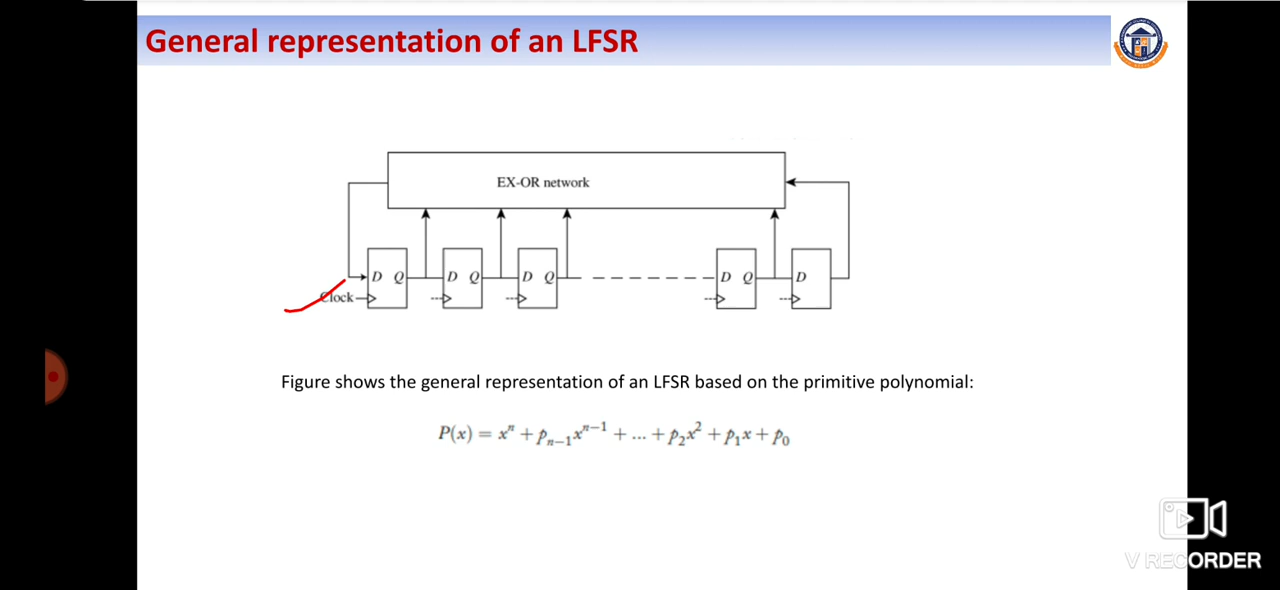 General representation of an LFSR
EX-OR network
D Q D Q D Q D Q D
Clock
Figure shows the general representation of an LFSR based on the primitive polynomial:
P(x) = xⁿ + pₙ₋₁xⁿ⁻¹ + ... + p₂x² + p₁x + p₀
V RECORDER